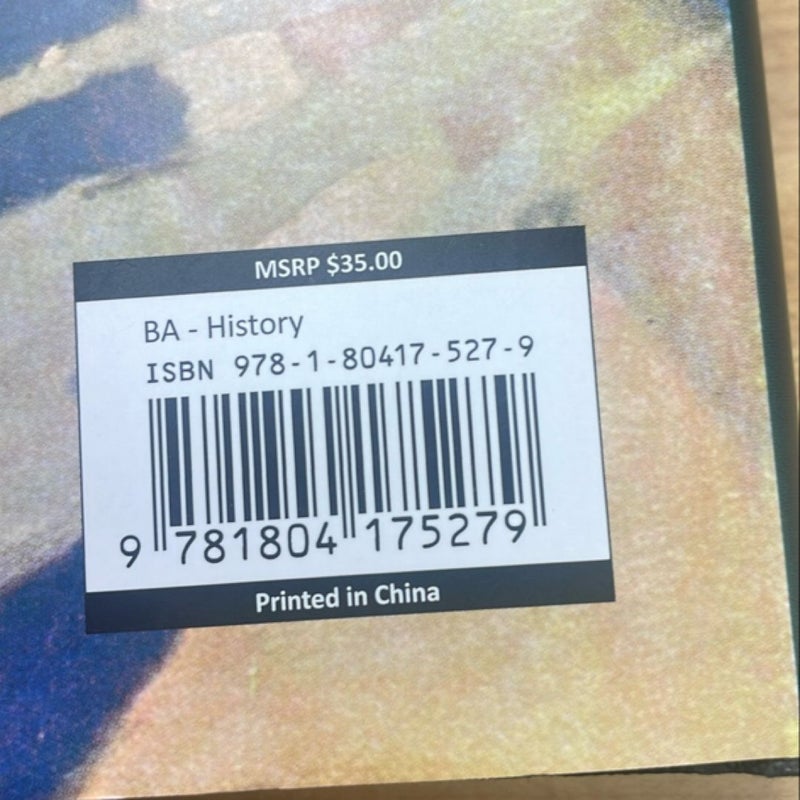 MSRP $35.00
BA - History
ISBN 978-1-80417-527-9
9 781804 175279
Printed in China